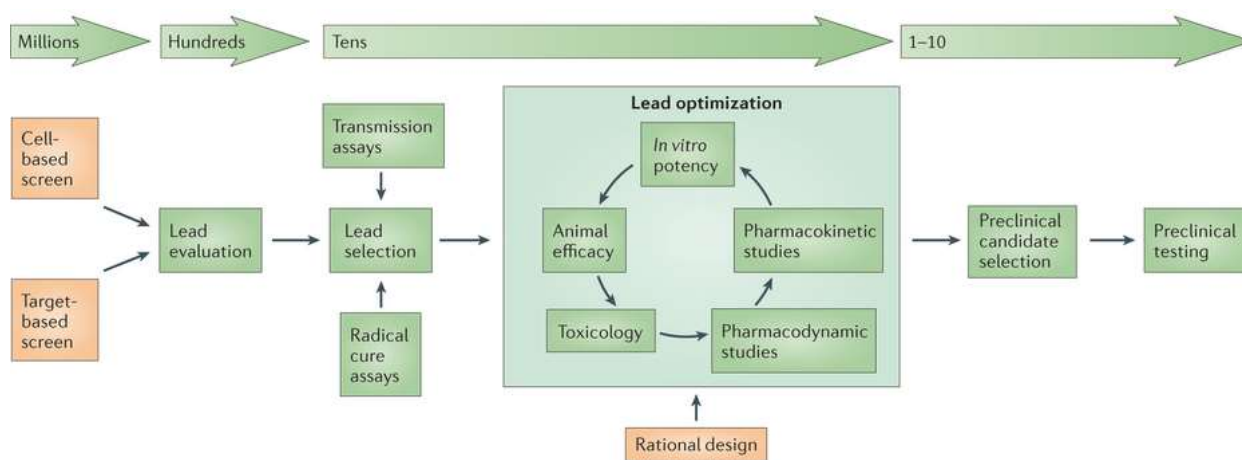 Millions
Hundreds
Tens
1–10
Cell-
based
screen
Target-
based
screen
Lead
evaluation
Transmission
assays
Lead
selection
Radical
cure
assays
Lead optimization
In vitro
potency
Animal
efficacy
Toxicology
Pharmacodynamic
studies
Pharmacokinetic
studies
Rational design
Preclinical
candidate
selection
Preclinical
testing